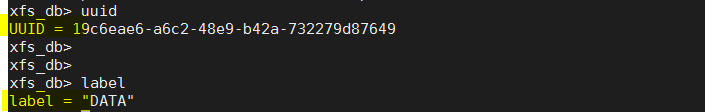 xfs_db> uuid
UUID = 19c6eae6-a6c2-48e9-b42a-732279d87649
xfs_db>
xfs_db>
xfs_db> label
label = "DATA"